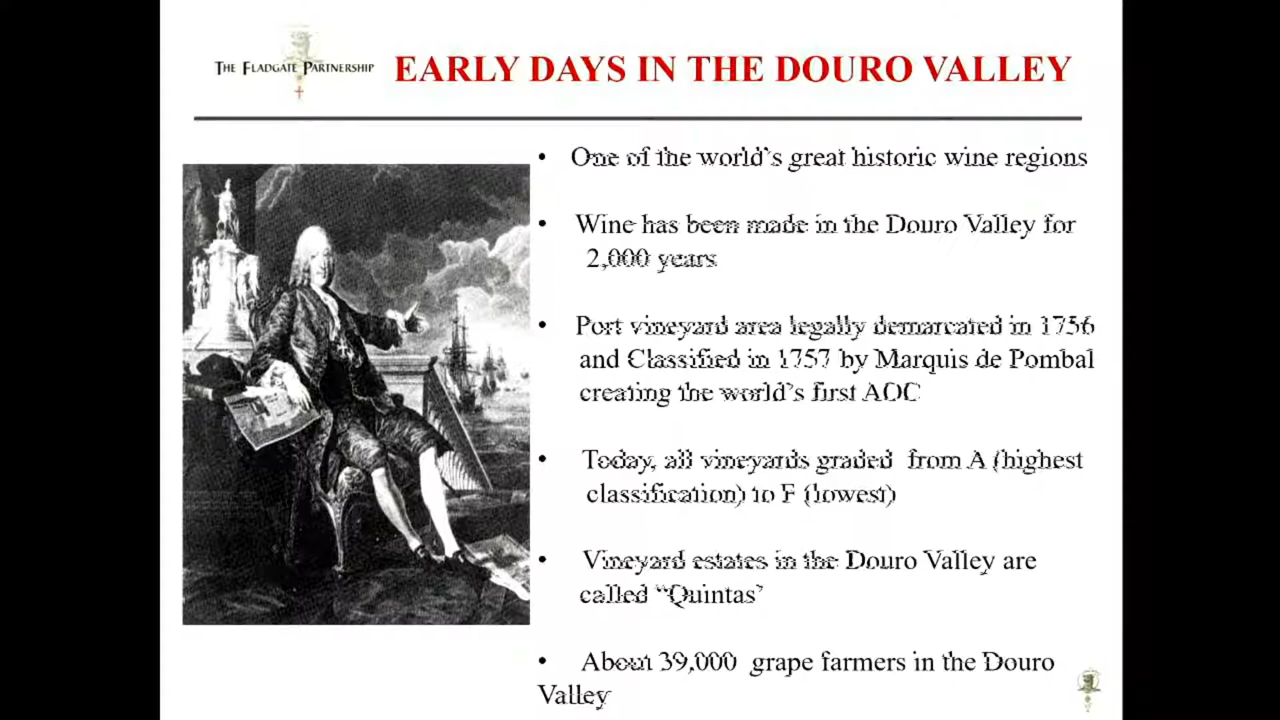 THE FLADGATE PARTNERSHIP
EARLY DAYS IN THE DOURO VALLEY
• One of the world's great historic wine regions
• Wine has been made in the Douro Valley for
2,000 years
• Port vineyard area legally demarcated in 1756
and Classified in 1757 by Marquis de Pombal
creating the world's first AOC
• Today, all vineyards graded from A (highest
classification) to F (lowest)
• Vineyard estates in the Douro Valley are
called “Quintas’
• About 39,000 grape farmers in the Douro
Valley